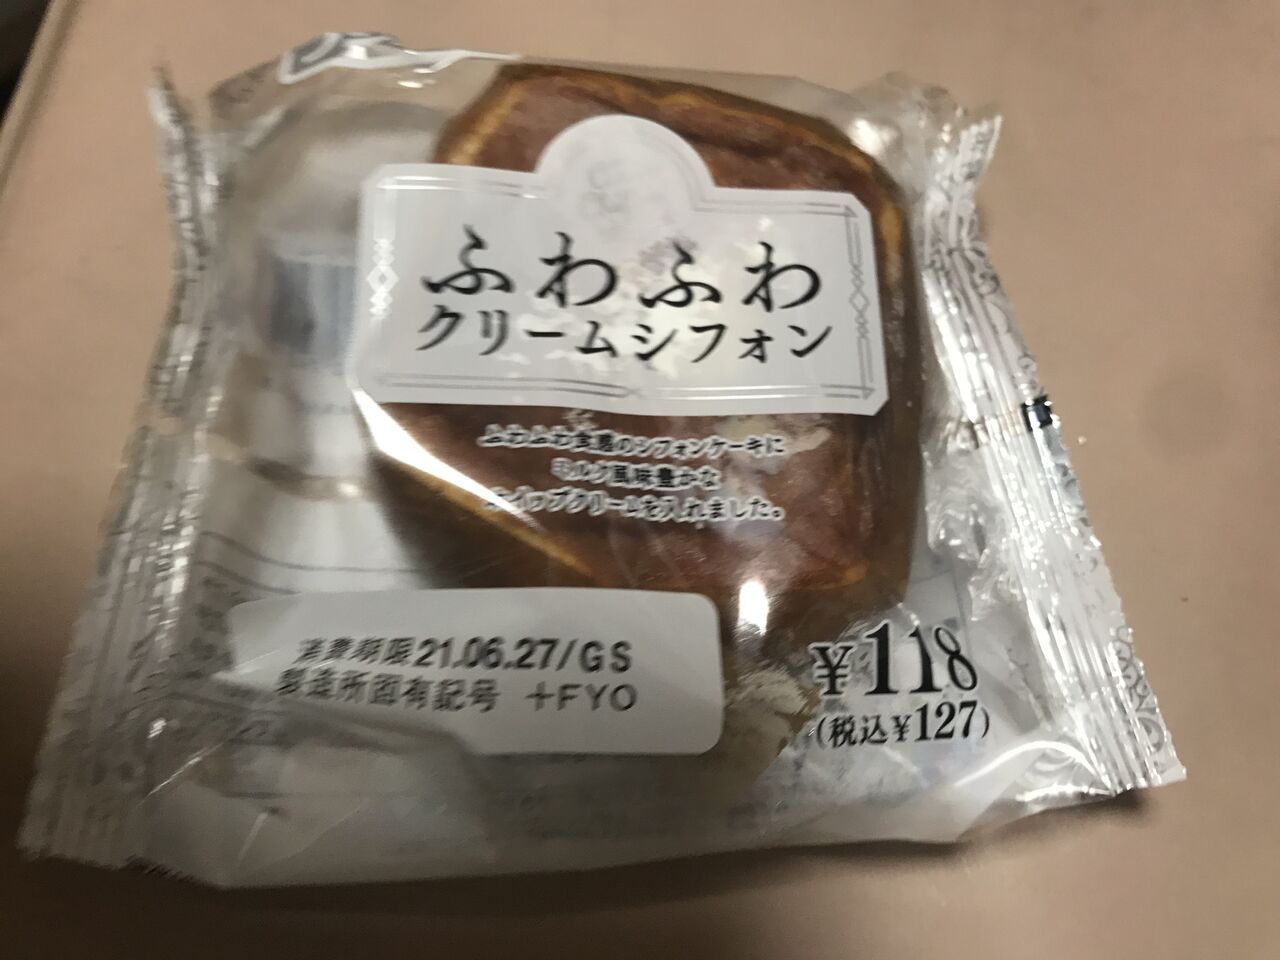 ふわふわ
クリームシフォン
ふわふわ食感のシフォンケーキに
ミルク風味豊かな
ホイップクリームを入れました。
消費期限21.06.27/GS
製造所固有記号 +FYO
¥118
(税込¥127)